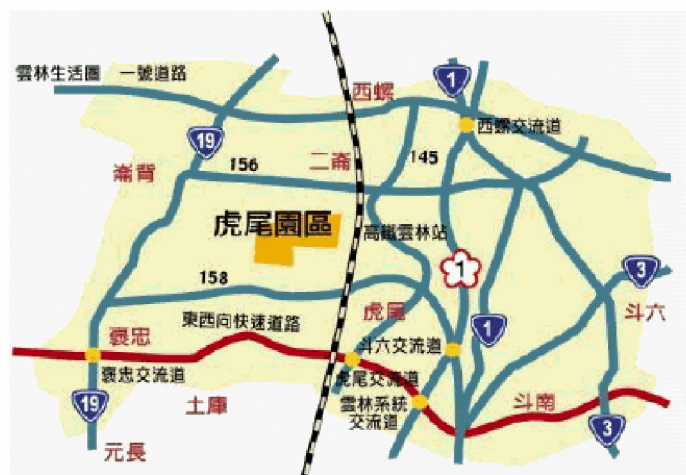 雲林生活圈 一號道路
西螺
1
西螺交流道
19
崙背
156
二崙
145
虎尾園區
高鐵雲林站
1
3
158
虎尾
斗六
東西向快速道路
1
褒忠
斗六交流道
褒忠交流道
虎尾交流道
19
土庫
雲林系統
交流道
斗南
3
元長